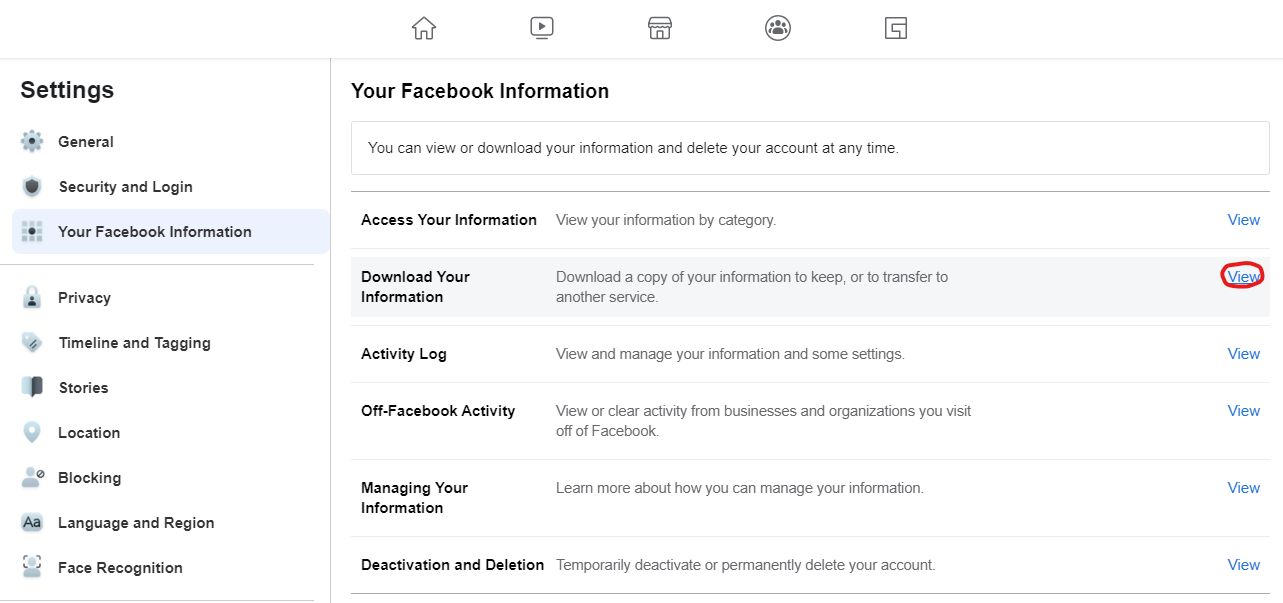 Settings
General
Security and Login
Your Facebook Information
Privacy
Timeline and Tagging
Stories
Location
Blocking
Aa
Language and Region
Face Recognition
Your Facebook Information
You can view or download your information and delete your account at any time.
Access Your Information View your information by category. View
Download Your Download a copy of your information to keep, or to transfer to View
Information another service.
Activity Log View and manage your information and some settings. View
Off-Facebook Activity View or clear activity from businesses and organizations you visit View
off of Facebook.
Managing Your Learn more about how you can manage your information. View
Information
Deactivation and Deletion Temporarily deactivate or permanently delete your account. View